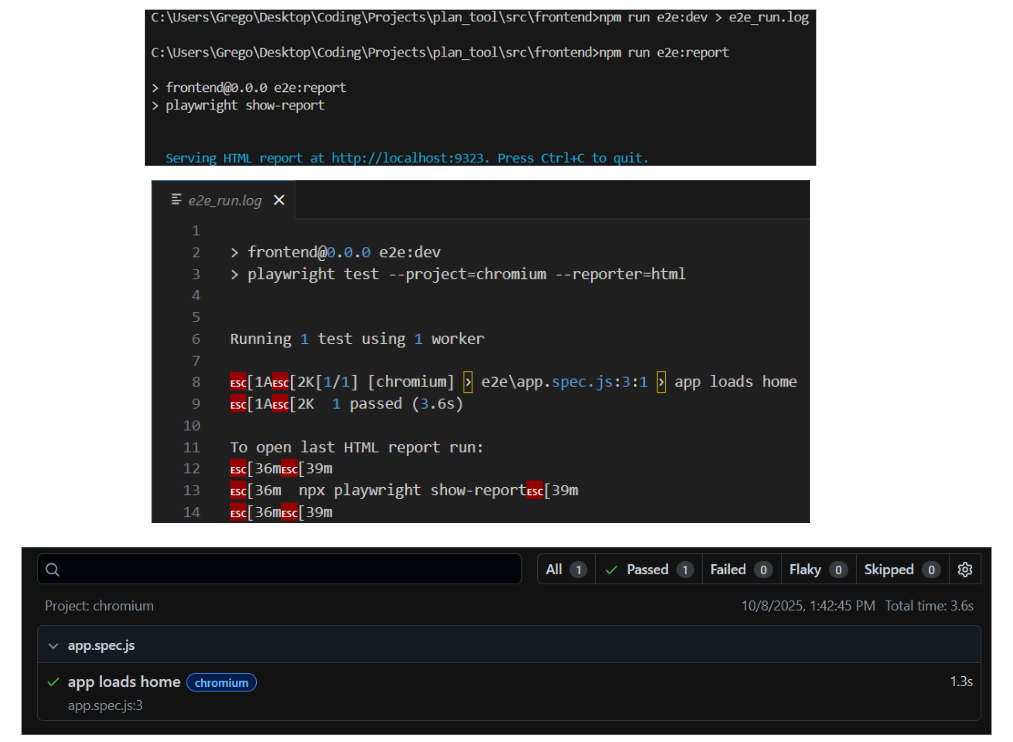 C:\Users\Grego\Desktop\Coding\Projects\plan_tool\src\frontend>npm run e2e:dev > e2e_run.log
C:\Users\Grego\Desktop\Coding\Projects\plan_tool\src\frontend>npm run e2e:report
> frontend@0.0.0 e2e:report
> playwright show-report
Serving HTML report at http://localhost:9323. Press Ctrl+C to quit.
e2e_run.log
1
2 > frontend@0.0.0 e2e:dev
3 > playwright test --project=chromium --reporter=html
4
5
6 Running 1 test using 1 worker
7
8 ESC[1AESC[2K[1/1] [chromium] › e2e\app.spec.js:3:1 › app loads home
9 ESC[1AESC[2K  1 passed (3.6s)
10
11 To open last HTML report run:
12 ESC[36mESC[39m
13 ESC[36m  npx playwright show-reportESC[39m
14 ESC[36mESC[39m
All 1 Passed 1 Failed 0 Flaky 0 Skipped 0
Project: chromium 10/8/2025, 1:42:45 PM Total time: 3.6s
app.spec.js
app loads home chromium 1.3s
app.spec.js:3